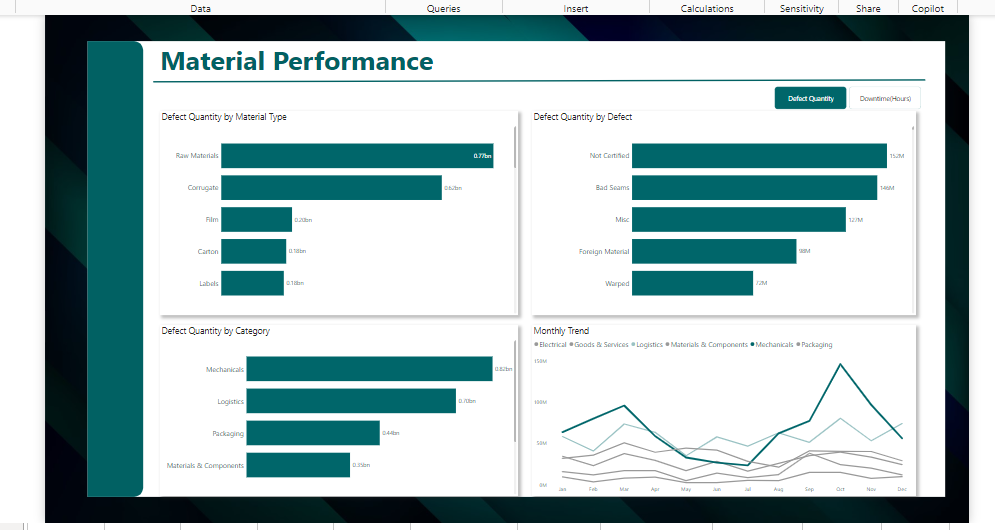 Data Queries Insert Calculations Sensitivity Share Copilot
Material Performance
Defect Quantity Downtime(Hours)
Defect Quantity by Material Type
Raw Materials 0.77bn
Corrugate 0.62bn
Film 0.20bn
Carton 0.18bn
Labels 0.18bn
Defect Quantity by Defect
Not Certified 152M
Bad Seams 146M
Misc 127M
Foreign Material 98M
Warped 72M
Defect Quantity by Category
Mechanicals 0.82bn
Logistics 0.70bn
Packaging 0.44bn
Materials & Components 0.35bn
Monthly Trend
Electrical Goods & Services Logistics Materials & Components Mechanicals Packaging
150M
100M
50M
0M
Jan Feb Mar Apr May Jun Jul Aug Sep Oct Nov Dec